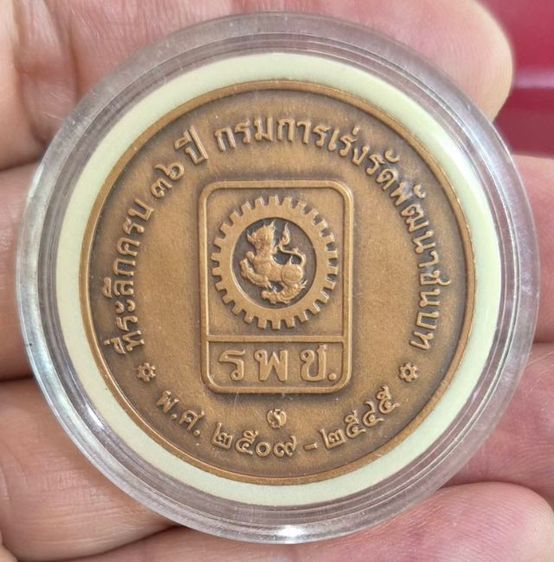 ที่ระลึกครบ ๓๖ ปี กรมการเร่งรัดพัฒนาชนบท
รพช.
พ.ศ. ๒๕๐๙ - ๒๕๔๕